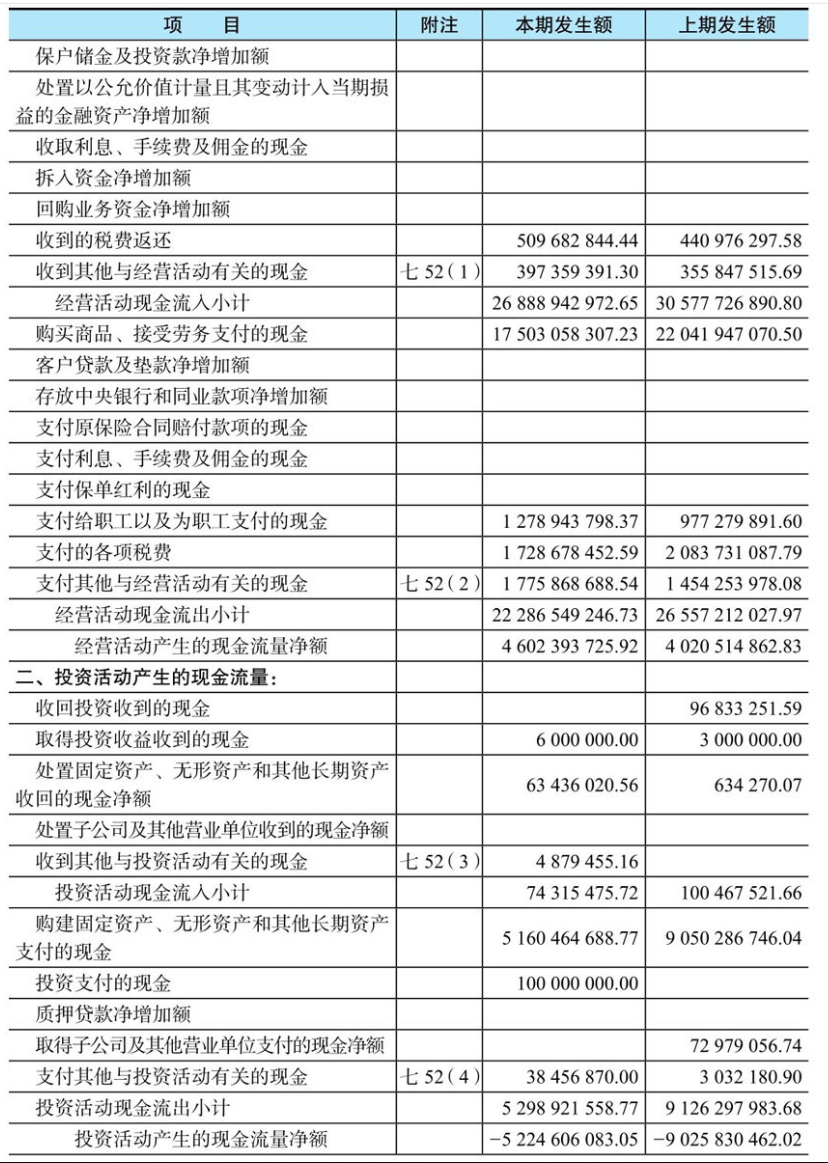 项 目 附注 本期发生额 上期发生额
保户储金及投资款净增加额
处置以公允价值计量且其变动计入当期损
益的金融资产净增加额
收取利息、手续费及佣金的现金
拆入资金净增加额
回购业务资金净增加额
收到的税费返还 509 682 844.44 440 976 297.58
收到其他与经营活动有关的现金 七 52(1) 397 359 391.30 355 847 515.69
经营活动现金流入小计 26 888 942 972.65 30 577 726 890.80
购买商品、接受劳务支付的现金 17 503 058 307.23 22 041 947 070.50
客户贷款及垫款净增加额
存放中央银行和同业款项净增加额
支付原保险合同赔付款项的现金
支付利息、手续费及佣金的现金
支付保单红利的现金
支付给职工以及为职工支付的现金 1 278 943 798.37 977 279 891.60
支付的各项税费 1 728 678 452.59 2 083 731 087.79
支付其他与经营活动有关的现金 七 52(2) 1 775 868 688.54 1 454 253 978.08
经营活动现金流出小计 22 286 549 246.73 26 557 212 027.97
经营活动产生的现金流量净额 4 602 393 725.92 4 020 514 862.83
二、投资活动产生的现金流量：
收回投资收到的现金 96 833 251.59
取得投资收益收到的现金 6 000 000.00 3 000 000.00
处置固定资产、无形资产和其他长期资产
收回的现金净额 63 436 020.56 634 270.07
处置子公司及其他营业单位收到的现金净额
收到其他与投资活动有关的现金 七 52(3) 4 879 455.16
投资活动现金流入小计 74 315 475.72 100 467 521.66
购建固定资产、无形资产和其他长期资产
支付的现金 5 160 464 688.77 9 050 286 746.04
投资支付的现金 100 000 000.00
质押贷款净增加额
取得子公司及其他营业单位支付的现金净额 72 979 056.74
支付其他与投资活动有关的现金 七 52(4) 38 456 870.00 3 032 180.90
投资活动现金流出小计 5 298 921 558.77 9 126 297 983.68
投资活动产生的现金流量净额 -5 224 606 083.05 -9 025 830 462.02